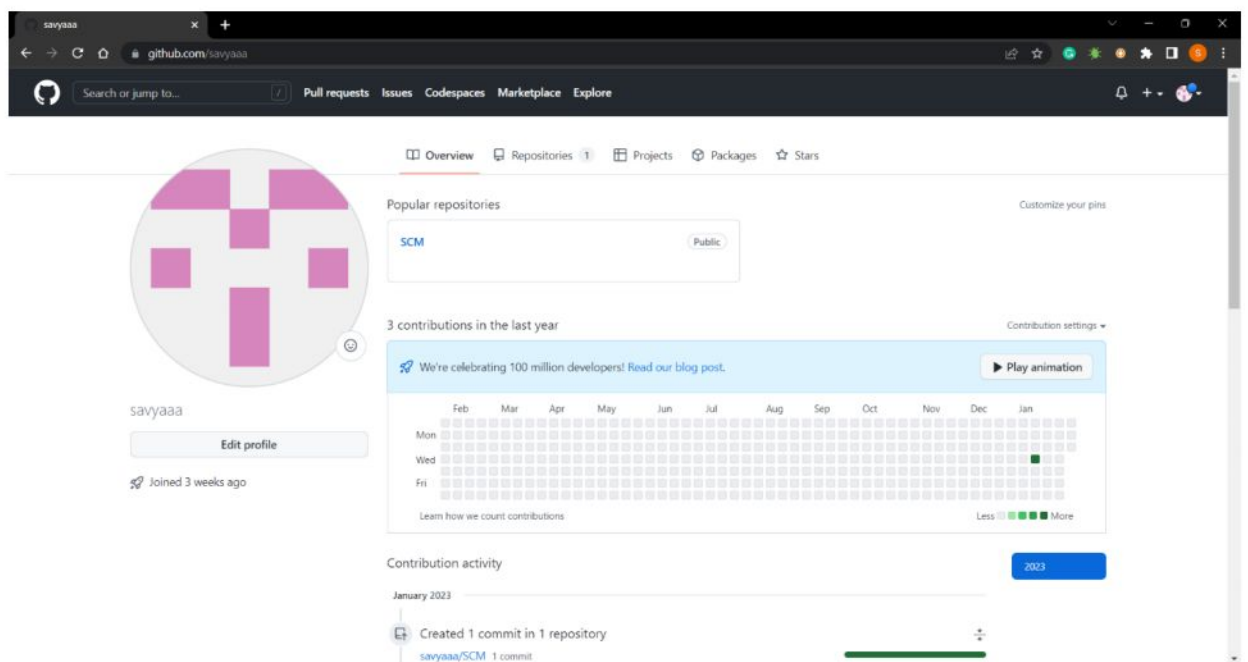 savyaaa
github.com/savyaaa
S
Search or jump to...
/
Pull requests Issues Codespaces Marketplace Explore
Overview Repositories 1 Projects Packages Stars
Popular repositories Customize your pins
SCM Public
3 contributions in the last year Contribution settings
We're celebrating 100 million developers! Read our blog post. Play animation
Feb Mar Apr May Jun Jul Aug Sep Oct Nov Dec Jan
Mon
Wed
Fri
Learn how we count contributions Less More
savyaaa
Edit profile
Joined 3 weeks ago
Contribution activity 2023
January 2023
Created 1 commit in 1 repository
savyaaa/SCM 1 commit